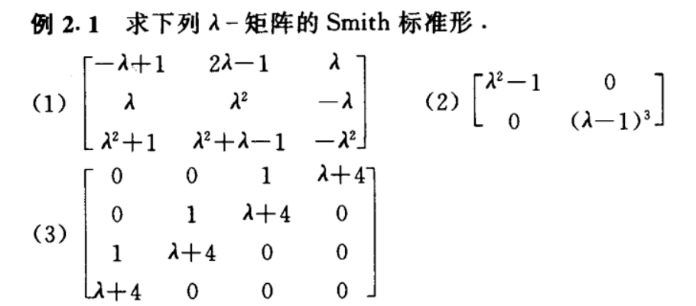 例 2.1 求下列 λ-矩阵的 Smith 标准形.
(1) [ −λ+1 2λ−1 λ
λ λ² −λ
λ²+1 λ²+λ−1 −λ² ]
(2) [ λ²−1 0
0 (λ−1)³ ]
(3) [ 0 0 1 λ+4
0 1 λ+4 0
1 λ+4 0 0
λ+4 0 0 0 ]